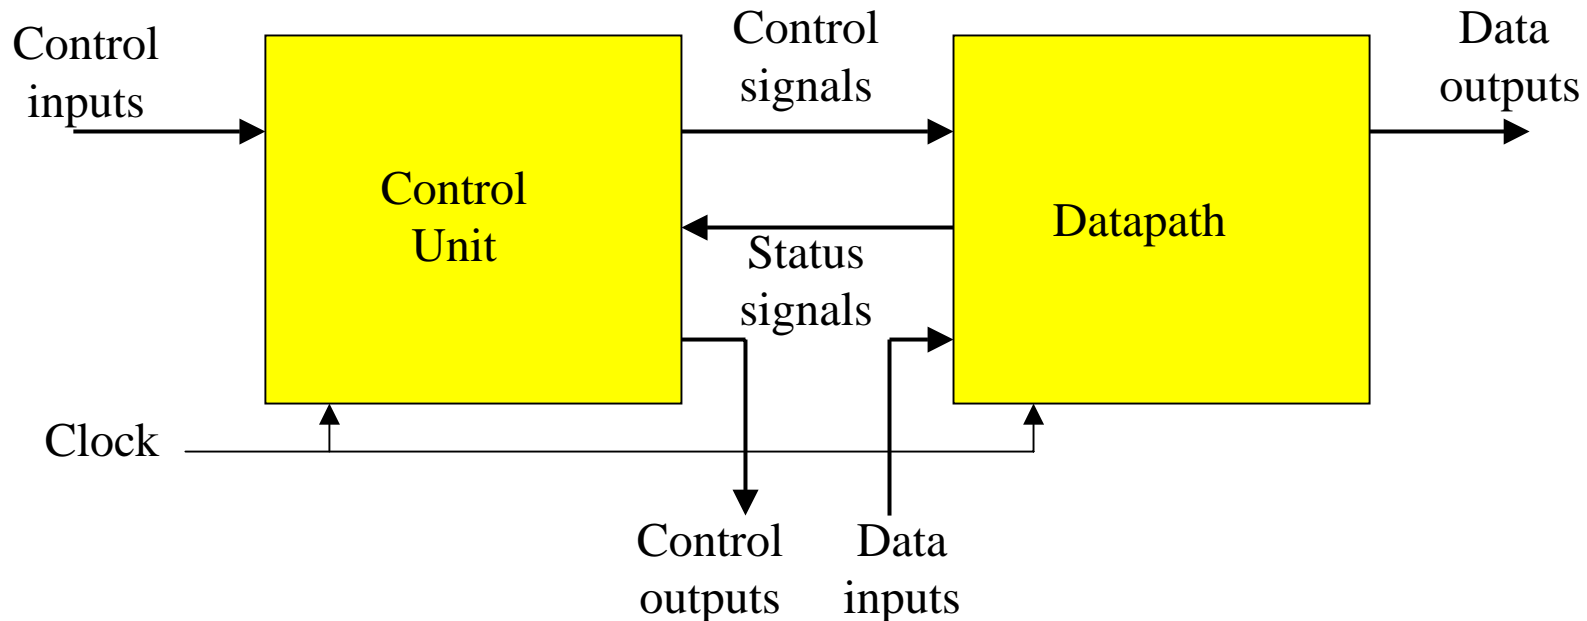 Control
inputs
Control
signals
Data
outputs
Control
Unit
Datapath
Status
signals
Clock
Control
outputs
Data
inputs